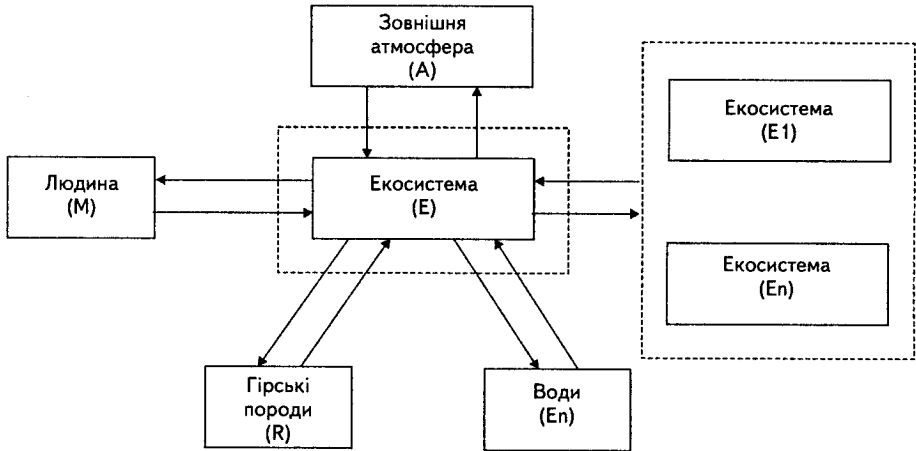 Зовнішня
атмосфера
(А)
Екосистема
(Е1)
Людина
(М)
Екосистема
(Е)
Екосистема
(Еn)
Гірські
породи
(R)
Води
(Еn)